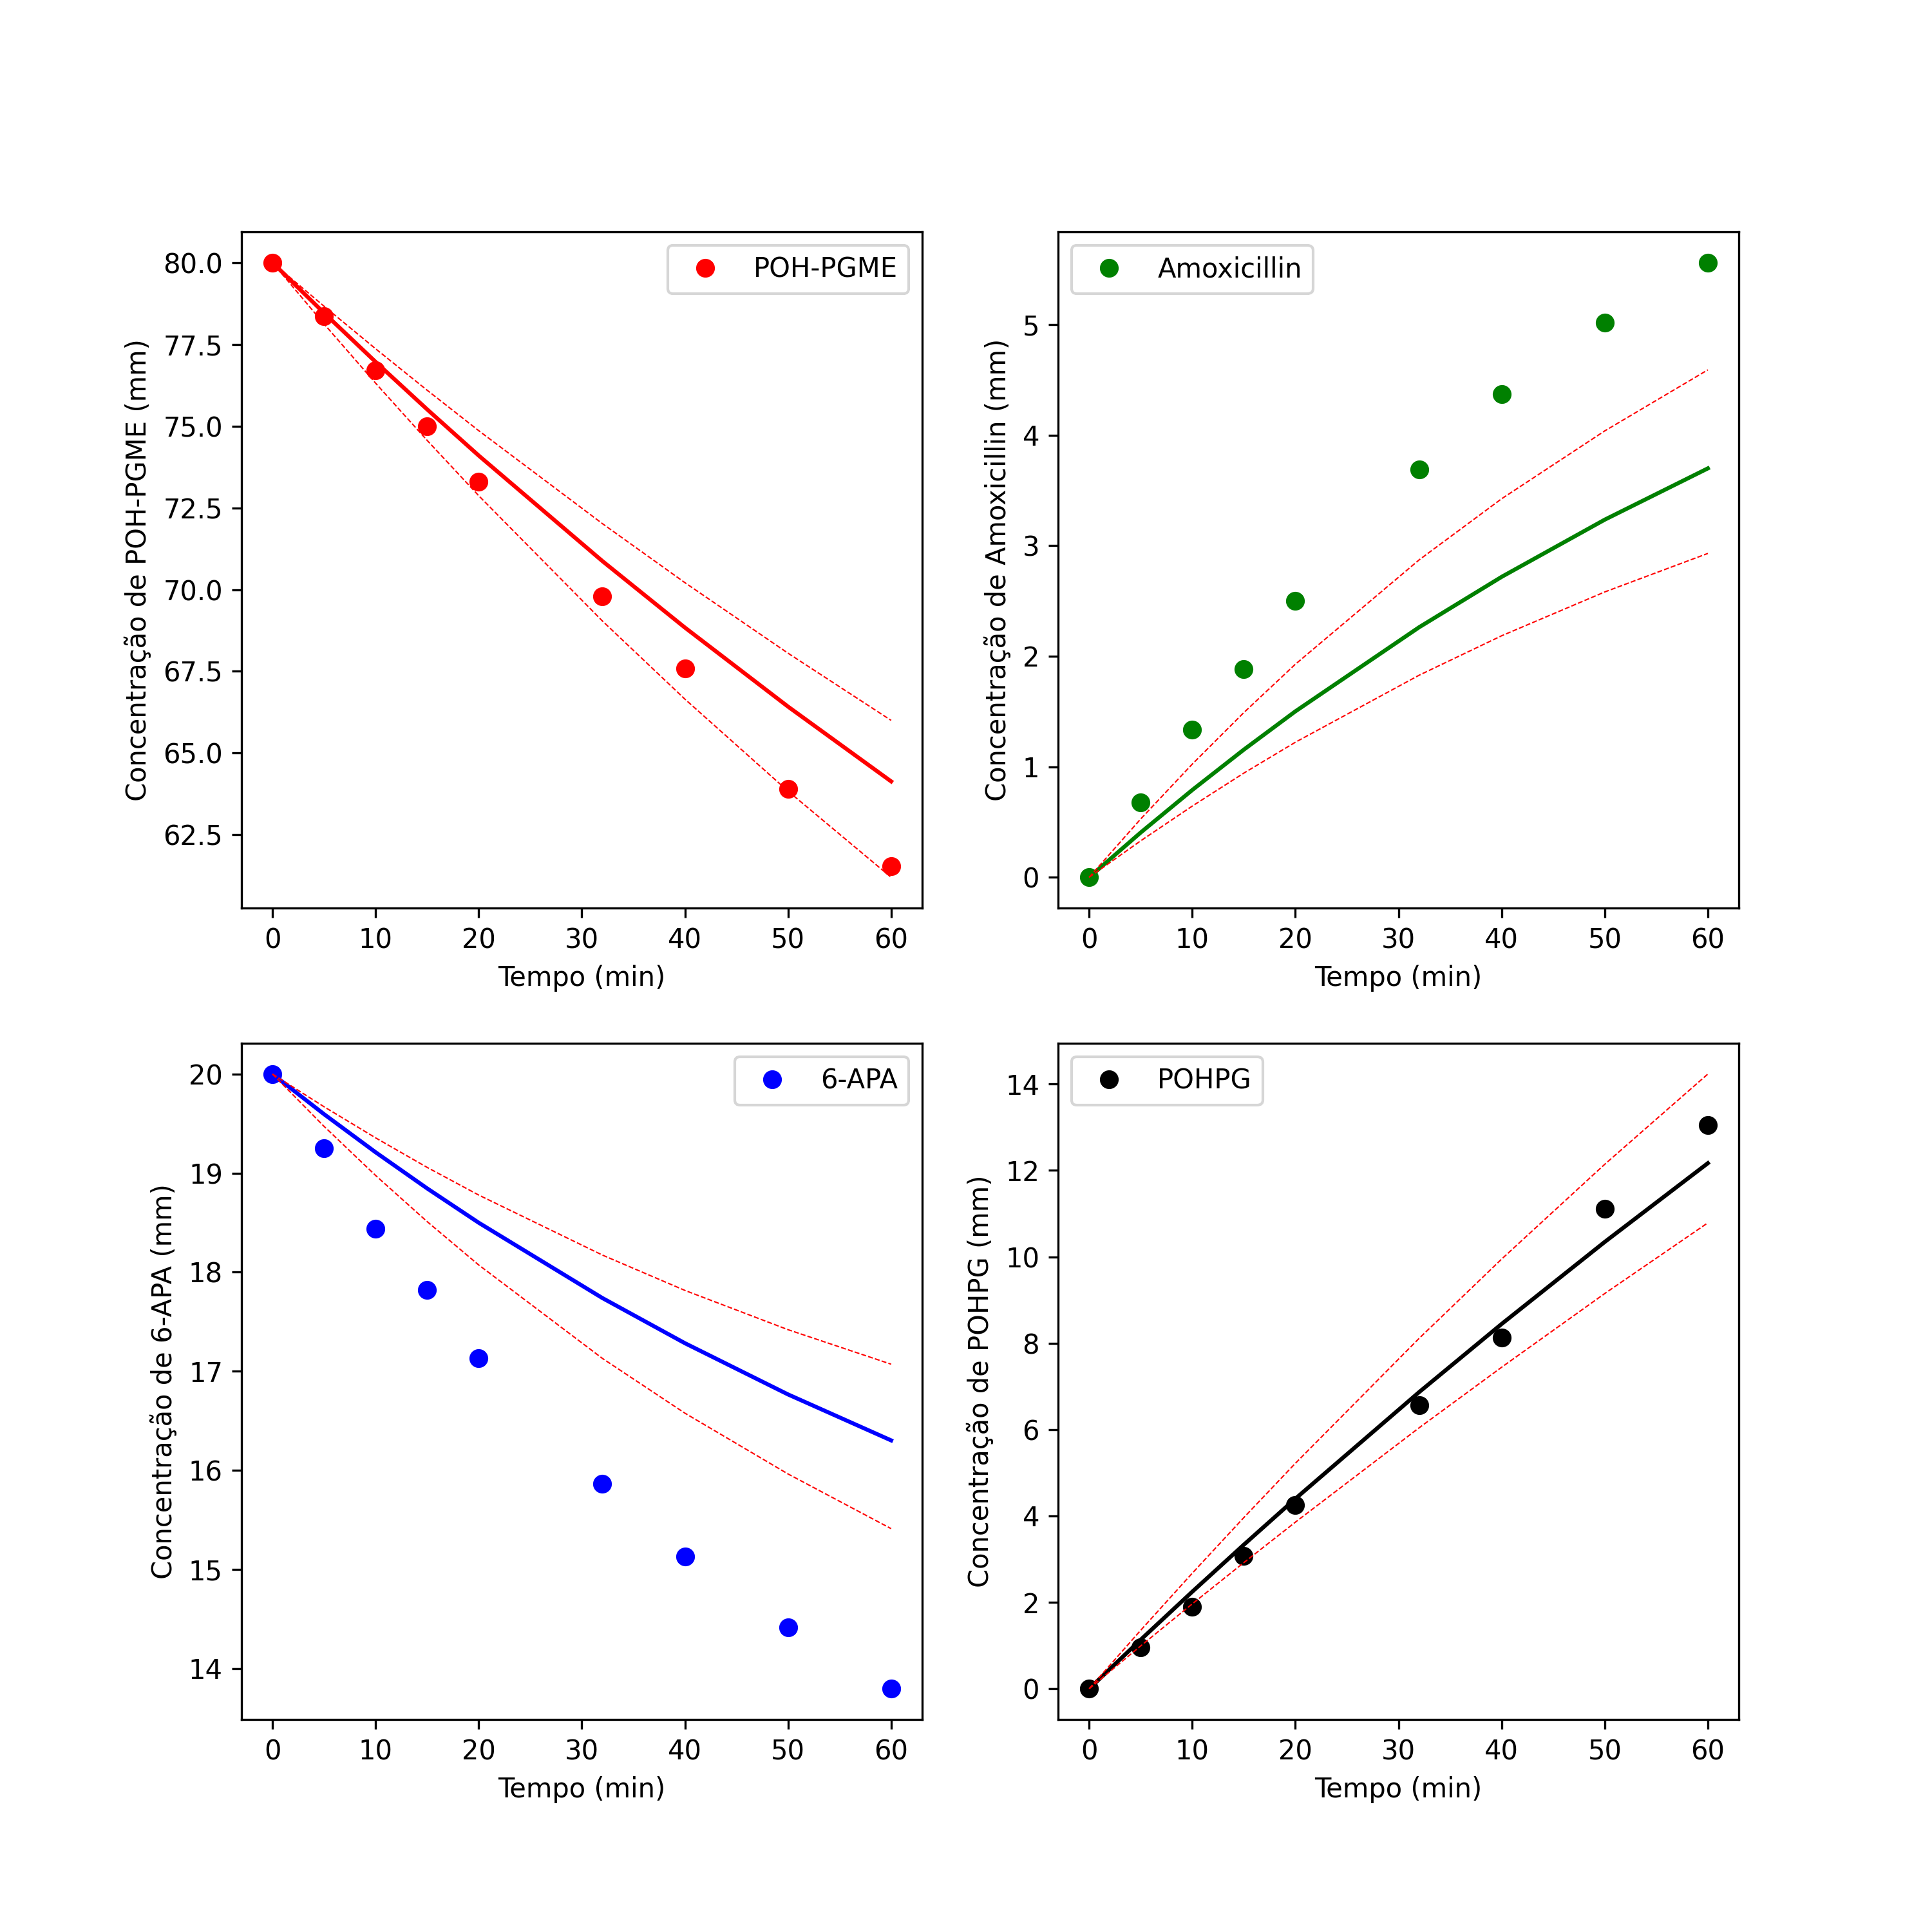 POH-PGME
Concentração de POH-PGME (mm)
80.0
77.5
75.0
72.5
70.0
67.5
65.0
62.5
0 10 20 30 40 50 60
Tempo (min)
Amoxicillin
Concentração de Amoxicillin (mm)
5
4
3
2
1
0
0 10 20 30 40 50 60
Tempo (min)
6-APA
Concentração de 6-APA (mm)
20
19
18
17
16
15
14
0 10 20 30 40 50 60
Tempo (min)
POHPG
Concentração de POHPG (mm)
14
12
10
8
6
4
2
0
0 10 20 30 40 50 60
Tempo (min)